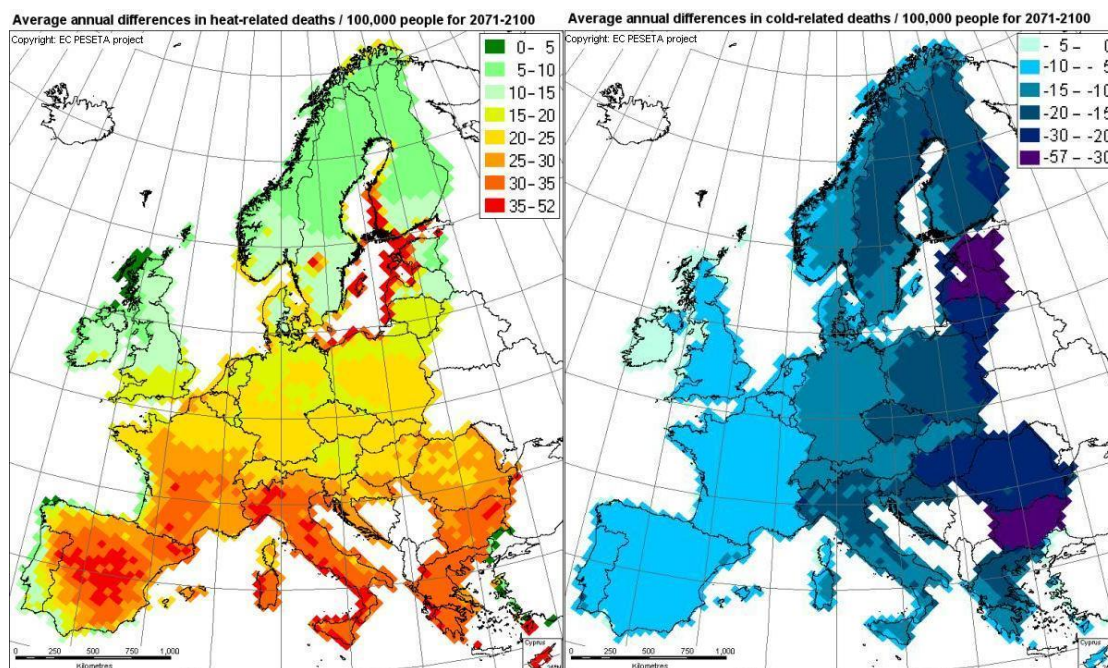 Average annual differences in heat-related deaths / 100,000 people for 2071-2100
Copyright: EC PESETA project
0 - 5
5 - 10
10 - 15
15 - 20
20 - 25
25 - 30
30 - 35
35 - 52
0 250 500 750 1,000
Kilometres
Cyprus
Average annual differences in cold-related deaths / 100,000 people for 2071-2100
Copyright: EC PESETA project
- 5 - 0
-10 - - 5
-15 - -10
-20 - -15
-30 - -20
-57 - -30
0 250 500 750 1,000
Kilometres
Cyprus